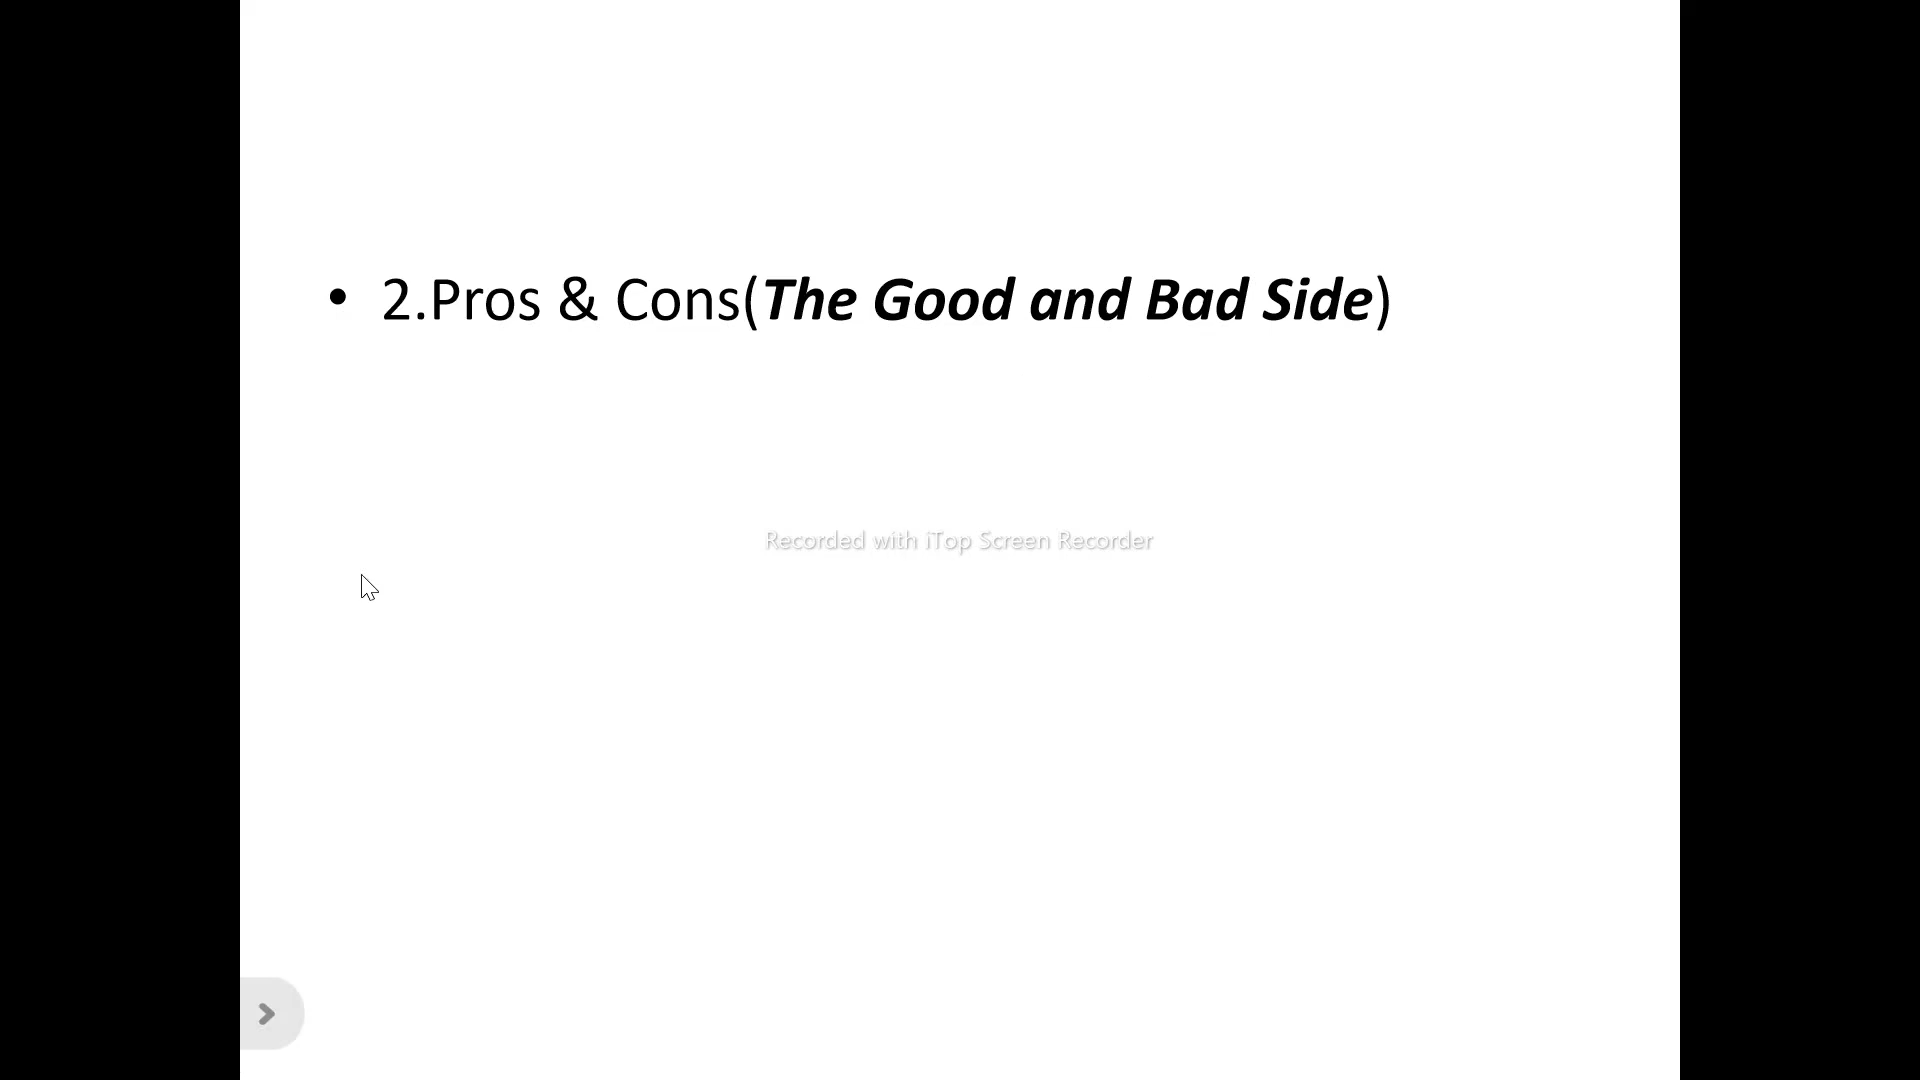 • 2.Pros & Cons(The Good and Bad Side)
Recorded with iTop Screen Recorder